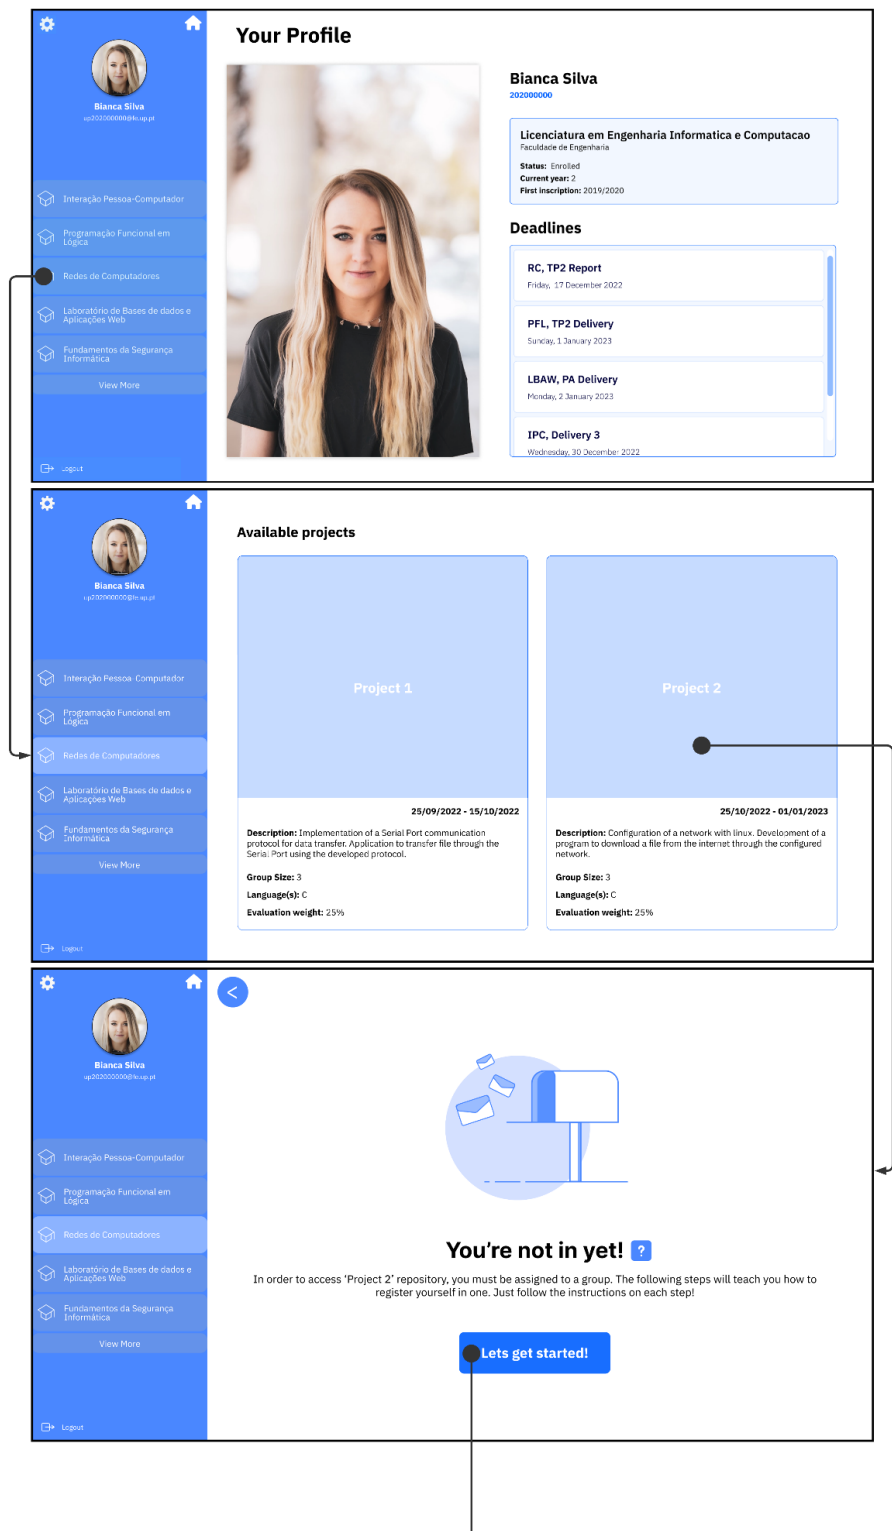 Your Profile
Bianca Silva
up202000000@fe.up.pt
Interação Pessoa-Computador
Programação Funcional em
Lógica
Redes de Computadores
Laboratório de Bases de dados e
Aplicações Web
Fundamentos da Segurança
Informática
View More
Logout
Bianca Silva
202000000
Licenciatura em Engenharia Informatica e Computacao
Faculdade de Engenharia
Status: Enrolled
Current year: 2
First inscription: 2019/2020
Deadlines
RC, TP2 Report
Friday, 17 December 2022
PFL, TP2 Delivery
Sunday, 1 January 2023
LBAW, PA Delivery
Monday, 2 January 2023
IPC, Delivery 3
Wednesday, 30 December 2022
Bianca Silva
up202000000@fe.up.pt
Interação Pessoa-Computador
Programação Funcional em
Lógica
Redes de Computadores
Laboratório de Bases de dados e
Aplicações Web
Fundamentos da Segurança
Informática
View More
Logout
Available projects
Project 1
25/09/2022 - 15/10/2022
Description: Implementation of a Serial Port communication
protocol for data transfer. Application to transfer file through the
Serial Port using the developed protocol.
Group Size: 3
Language(s): C
Evaluation weight: 25%
Project 2
25/10/2022 - 01/01/2023
Description: Configuration of a network with linux. Development of a
program to download a file from the internet through the configured
network.
Group Size: 3
Language(s): C
Evaluation weight: 25%
Bianca Silva
up202000000@fe.up.pt
Interação Pessoa-Computador
Programação Funcional em
Lógica
Redes de Computadores
Laboratório de Bases de dados e
Aplicações Web
Fundamentos da Segurança
Informática
View More
Logout
<
You're not in yet! ?
In order to access 'Project 2' repository, you must be assigned to a group. The following steps will teach you how to
register yourself in one. Just follow the instructions on each step!
Lets get started!